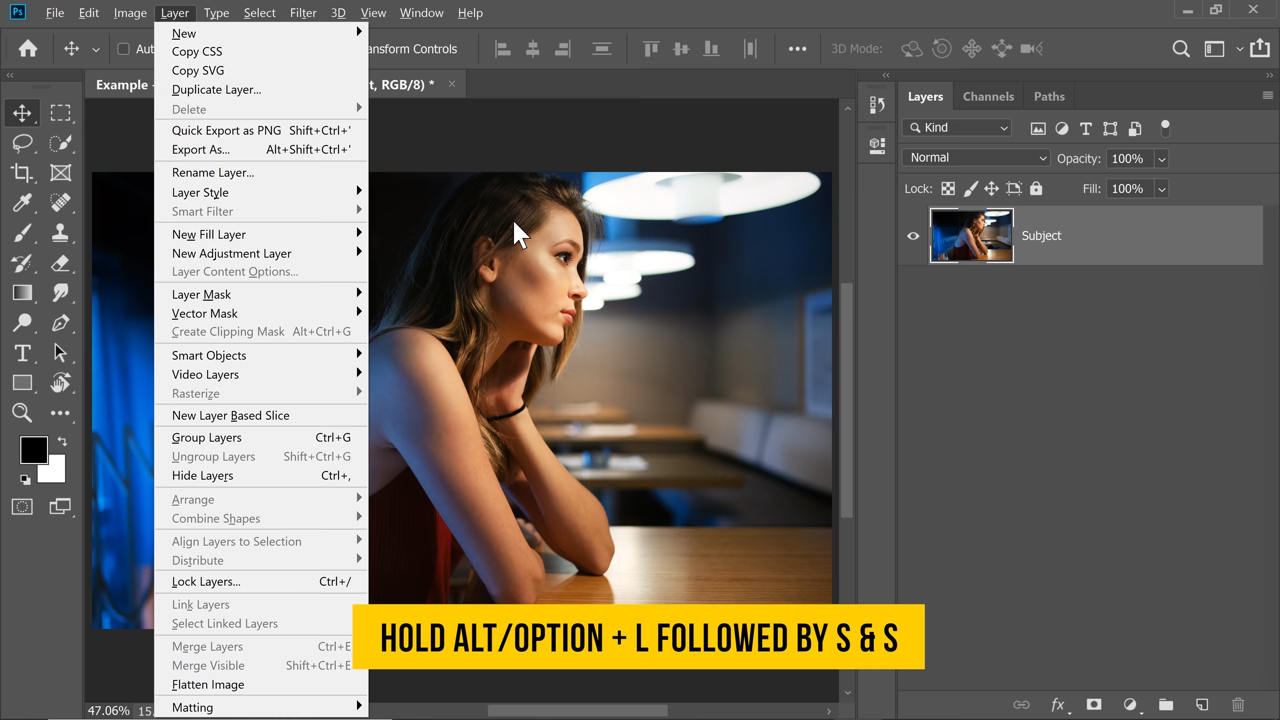 Ps File Edit Image Layer Type Select Filter 3D View Window Help
Aut
ransform Controls
3D Mode:
Example -
t, RGB/8) *
New
Copy CSS
Copy SVG
Duplicate Layer...
Delete
Quick Export as PNG Shift+Ctrl+'
Export As... Alt+Shift+Ctrl+'
Rename Layer...
Layer Style
Smart Filter
New Fill Layer
New Adjustment Layer
Layer Content Options...
Layer Mask
Vector Mask
Create Clipping Mask Alt+Ctrl+G
Smart Objects
Video Layers
Rasterize
New Layer Based Slice
Group Layers Ctrl+G
Ungroup Layers Shift+Ctrl+G
Hide Layers Ctrl+,
Arrange
Combine Shapes
Align Layers to Selection
Distribute
Lock Layers... Ctrl+/
Link Layers
Select Linked Layers
Merge Layers Ctrl+E
Merge Visible Shift+Ctrl+E
Flatten Image
Matting
Layers Channels Paths
Kind
Normal Opacity: 100%
Lock: Fill: 100%
Subject
fx
HOLD ALT/OPTION + L FOLLOWED BY S & S
47.06% 15